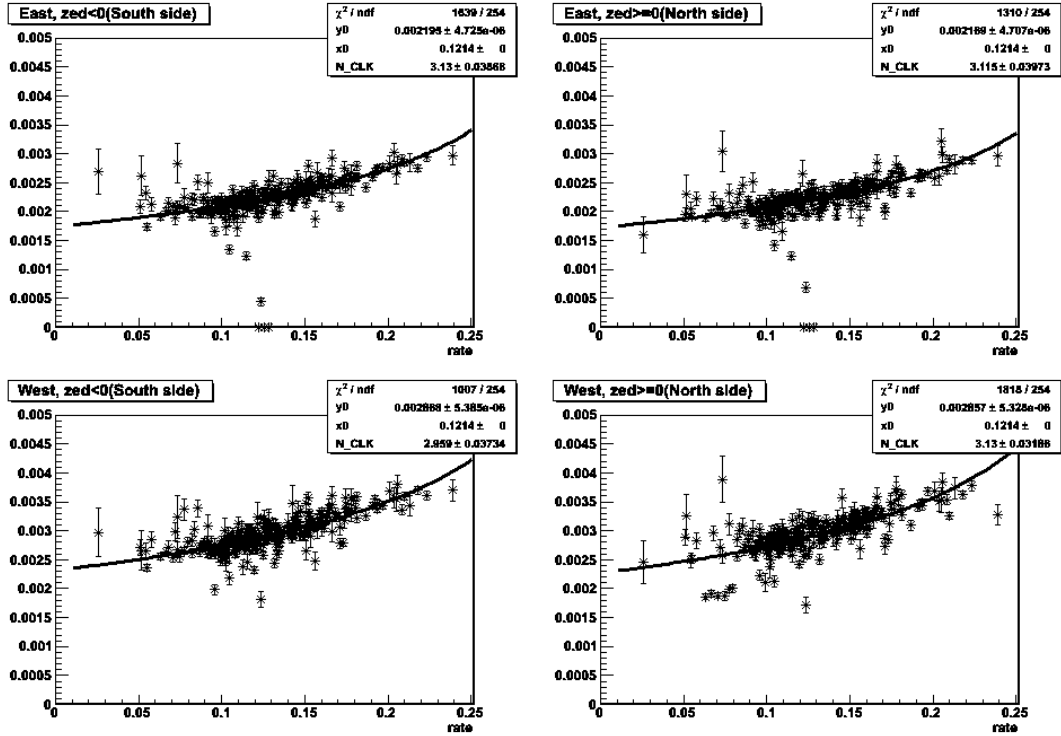 East, zed<0(South side)
χ² / ndf 1639 / 254
y0 0.002195 ± 4.725e-06
x0 0.1214 ± 0
N_CLK 3.13 ± 0.03868
0.005
0.0045
0.004
0.0035
0.003
0.0025
0.002
0.0015
0.001
0.0005
0
0 0.05 0.1 0.15 0.2 0.25
rate
East, zed>=0(North side)
χ² / ndf 1310 / 254
y0 0.002169 ± 4.707e-06
x0 0.1214 ± 0
N_CLK 3.115 ± 0.03973
0.005
0.0045
0.004
0.0035
0.003
0.0025
0.002
0.0015
0.001
0.0005
0
0 0.05 0.1 0.15 0.2 0.25
rate
West, zed<0(South side)
χ² / ndf 1007 / 254
y0 0.002868 ± 5.385e-06
x0 0.1214 ± 0
N_CLK 2.959 ± 0.03734
0.005
0.0045
0.004
0.0035
0.003
0.0025
0.002
0.0015
0.001
0.0005
0
0 0.05 0.1 0.15 0.2 0.25
rate
West, zed>=0(North side)
χ² / ndf 1818 / 254
y0 0.002857 ± 5.328e-06
x0 0.1214 ± 0
N_CLK 3.13 ± 0.03186
0.005
0.0045
0.004
0.0035
0.003
0.0025
0.002
0.0015
0.001
0.0005
0
0 0.05 0.1 0.15 0.2 0.25
rate